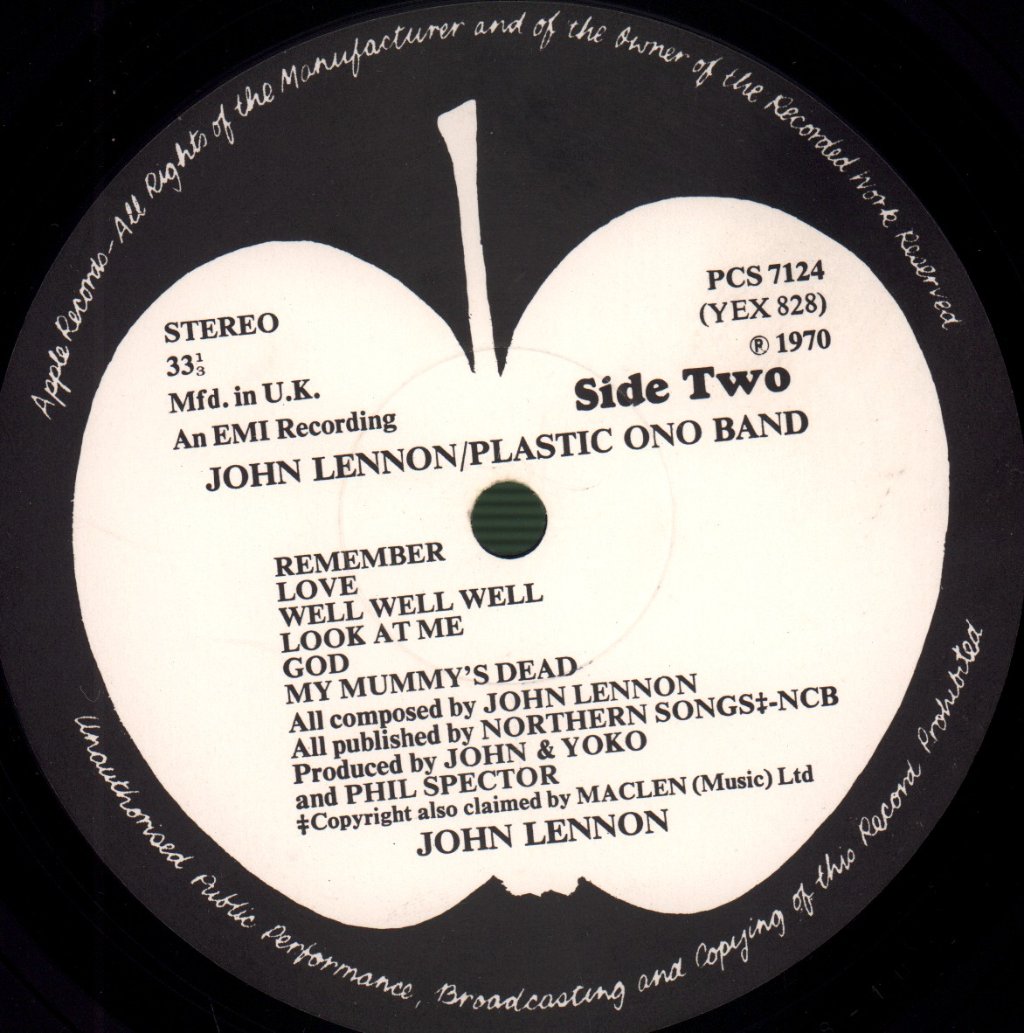 Apple Records - All Rights of the Manufacturer and of the Owner of the Recorded Work Reserved
STEREO
33⅓
Mfd. in U.K.
An EMI Recording
PCS 7124
(YEX 828)
℗ 1970
Side Two
JOHN LENNON/PLASTIC ONO BAND
REMEMBER
LOVE
WELL WELL WELL
LOOK AT ME
GOD
MY MUMMY'S DEAD
All composed by JOHN LENNON
All published by NORTHERN SONGS‡-NCB
Produced by JOHN & YOKO
and PHIL SPECTOR
‡Copyright also claimed by MACLEN (Music) Ltd
JOHN LENNON
Unauthorised Public Performance, Broadcasting and Copying of this Record Prohibited